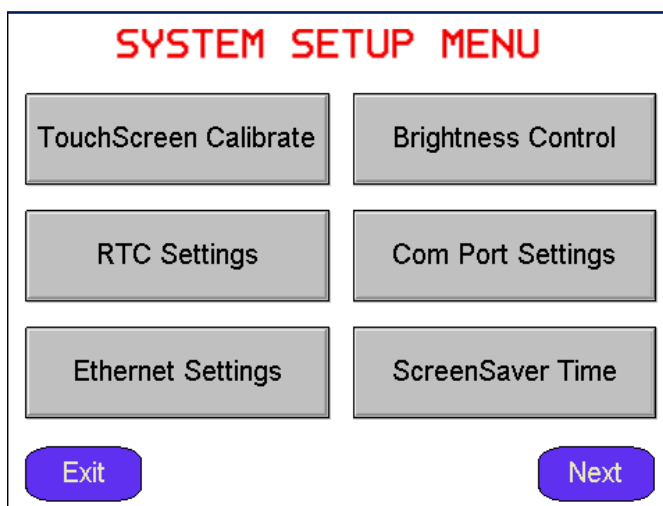 SYSTEM SETUP MENU
TouchScreen Calibrate
Brightness Control
RTC Settings
Com Port Settings
Ethernet Settings
ScreenSaver Time
Exit
Next